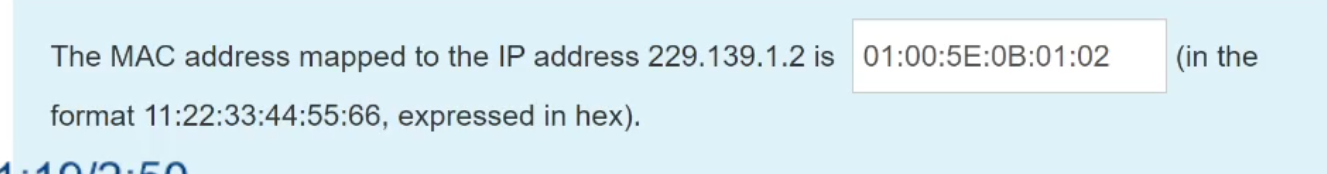 The MAC address mapped to the IP address 229.139.1.2 is 01:00:5E:0B:01:02 (in the
format 11:22:33:44:55:66, expressed in hex).